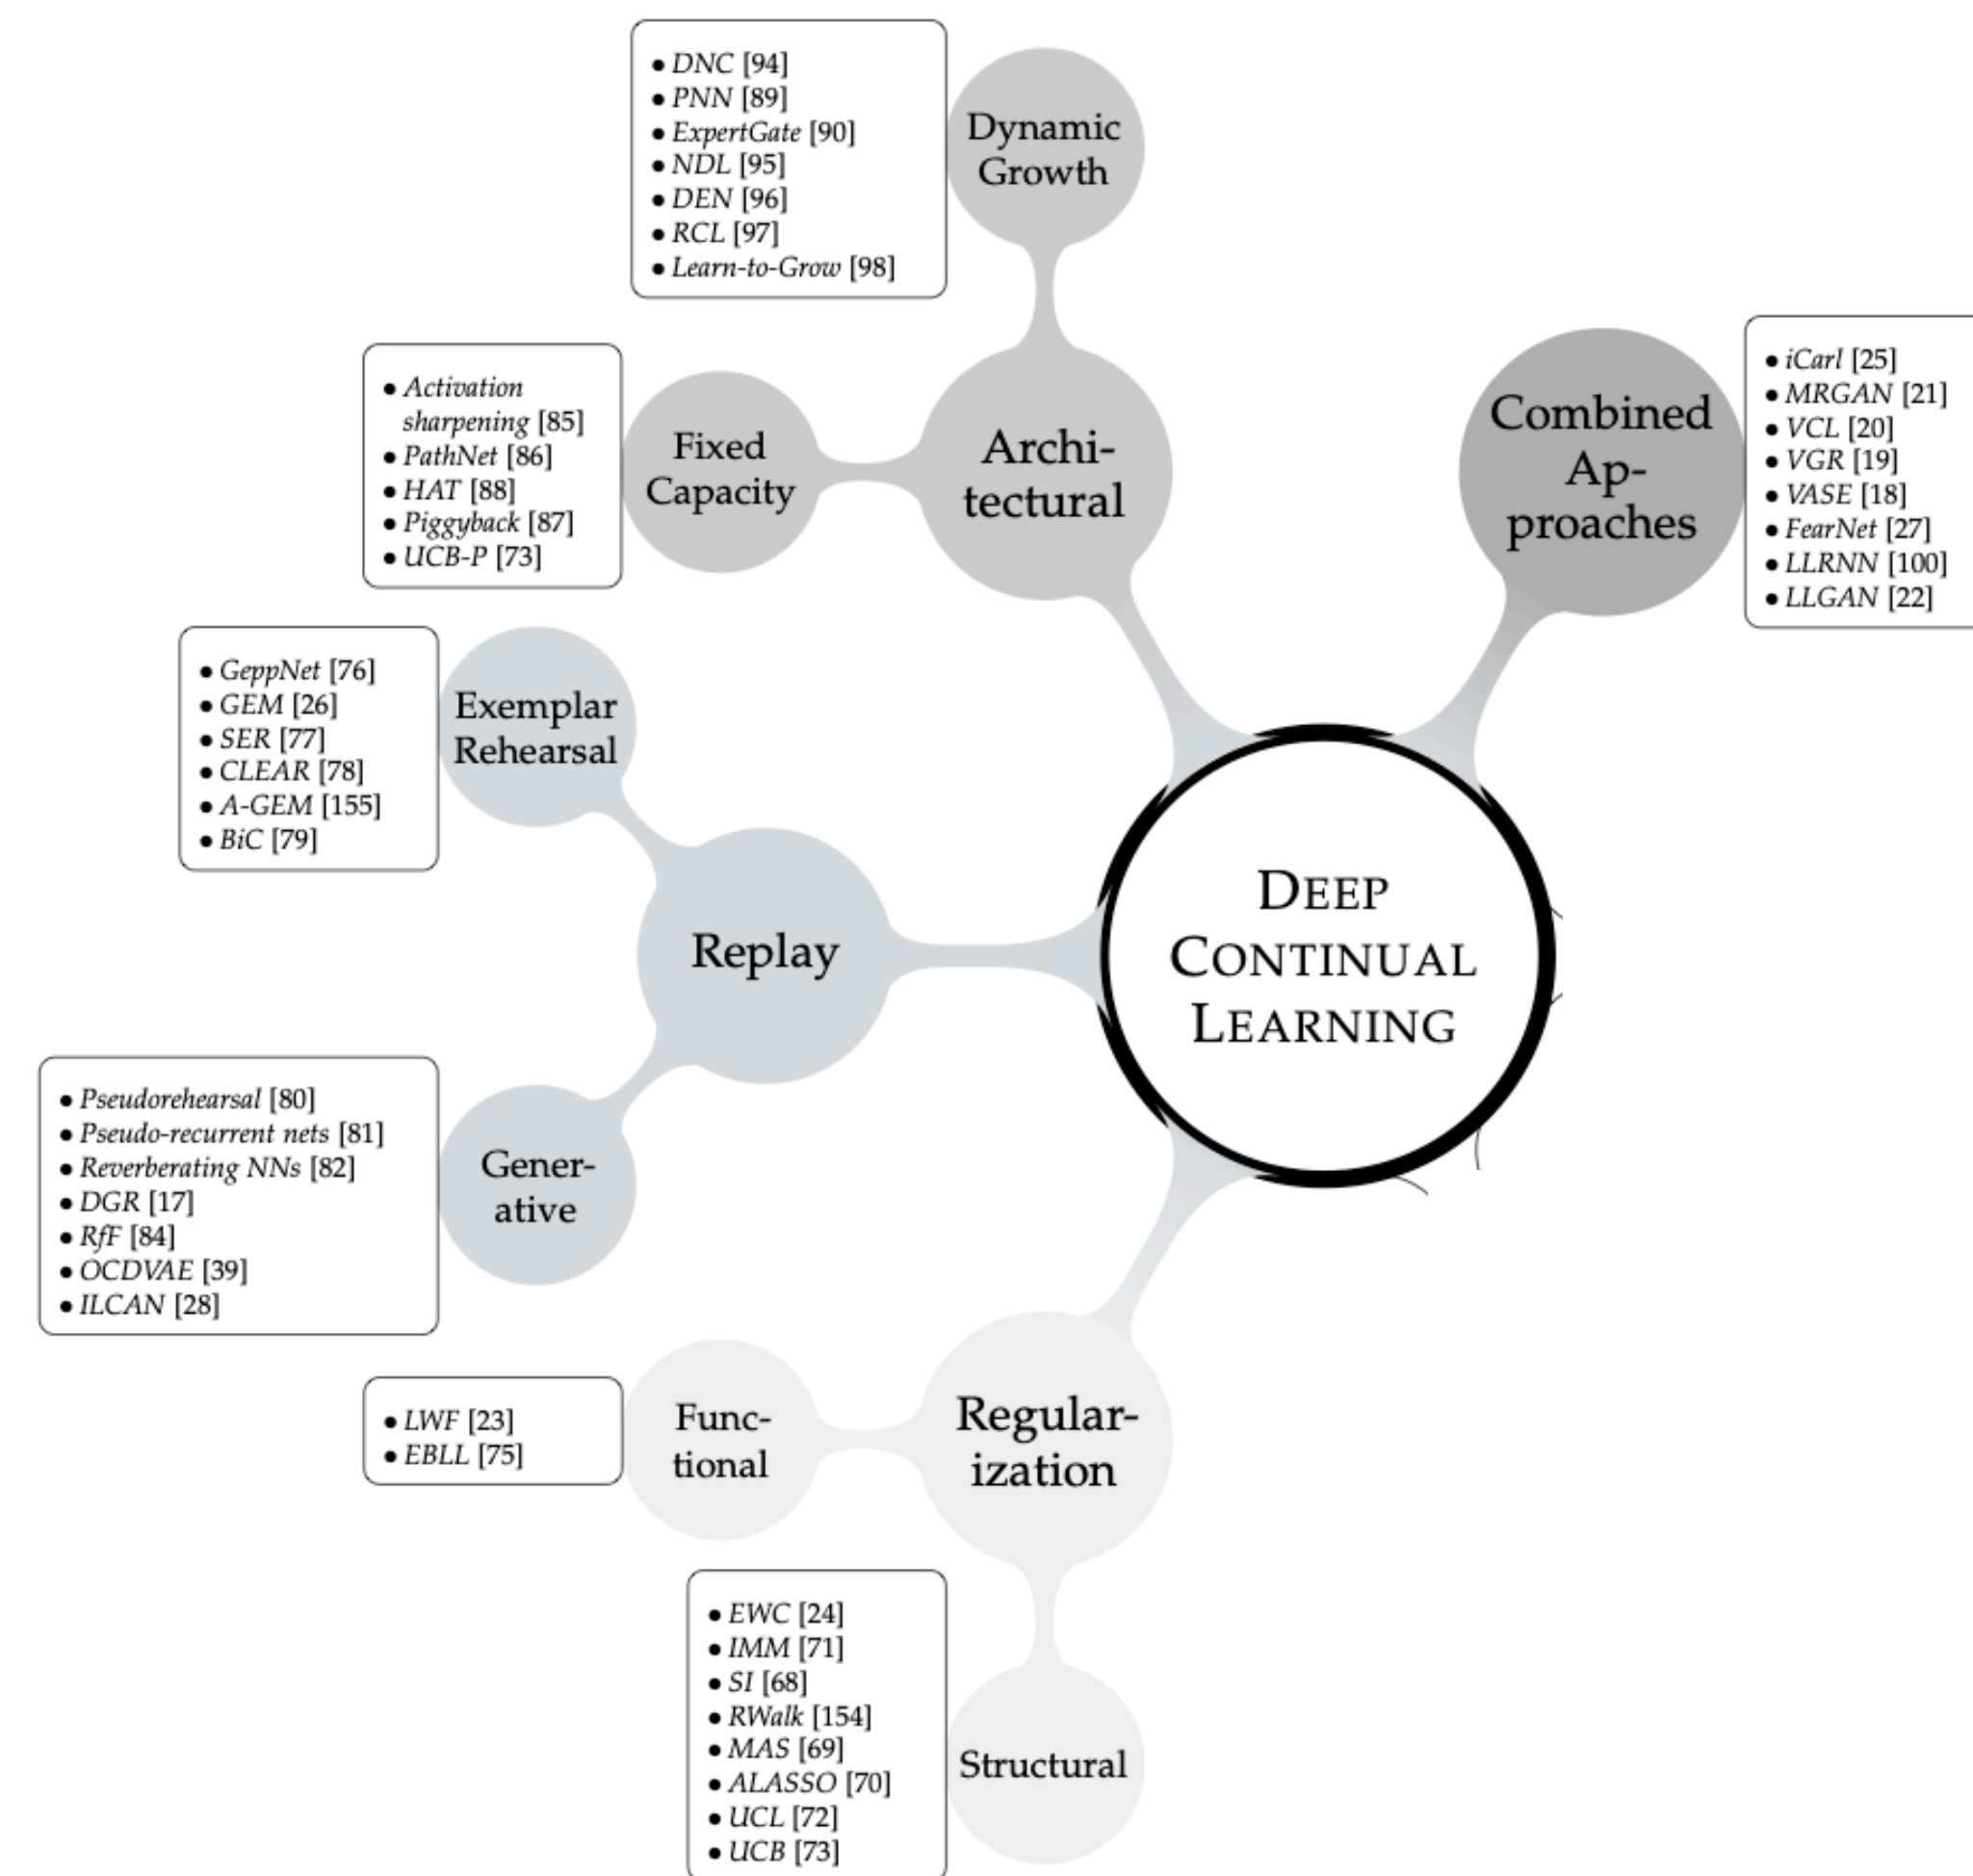 • DNC [94]
• PNN [89]
• ExpertGate [90]
• NDL [95]
• DEN [96]
• RCL [97]
• Learn-to-Grow [98]
Dynamic
Growth
• Activation
sharpening [85]
• PathNet [86]
• HAT [88]
• Piggyback [87]
• UCB-P [73]
Fixed
Capacity
Archi-
tectural
Combined
Ap-
proaches
• iCarl [25]
• MRGAN [21]
• VCL [20]
• VGR [19]
• VASE [18]
• FearNet [27]
• LLRNN [100]
• LLGAN [22]
• GeppNet [76]
• GEM [26]
• SER [77]
• CLEAR [78]
• A-GEM [155]
• BiC [79]
Exemplar
Rehearsal
Replay
DEEP
CONTINUAL
LEARNING
• Pseudorehearsal [80]
• Pseudo-recurrent nets [81]
• Reverberating NNs [82]
• DGR [17]
• RfF [84]
• OCDVAE [39]
• ILCAN [28]
Gener-
ative
• LWF [23]
• EBLL [75]
Func-
tional
Regular-
ization
• EWC [24]
• IMM [71]
• SI [68]
• RWalk [154]
• MAS [69]
• ALASSO [70]
• UCL [72]
• UCB [73]
Structural